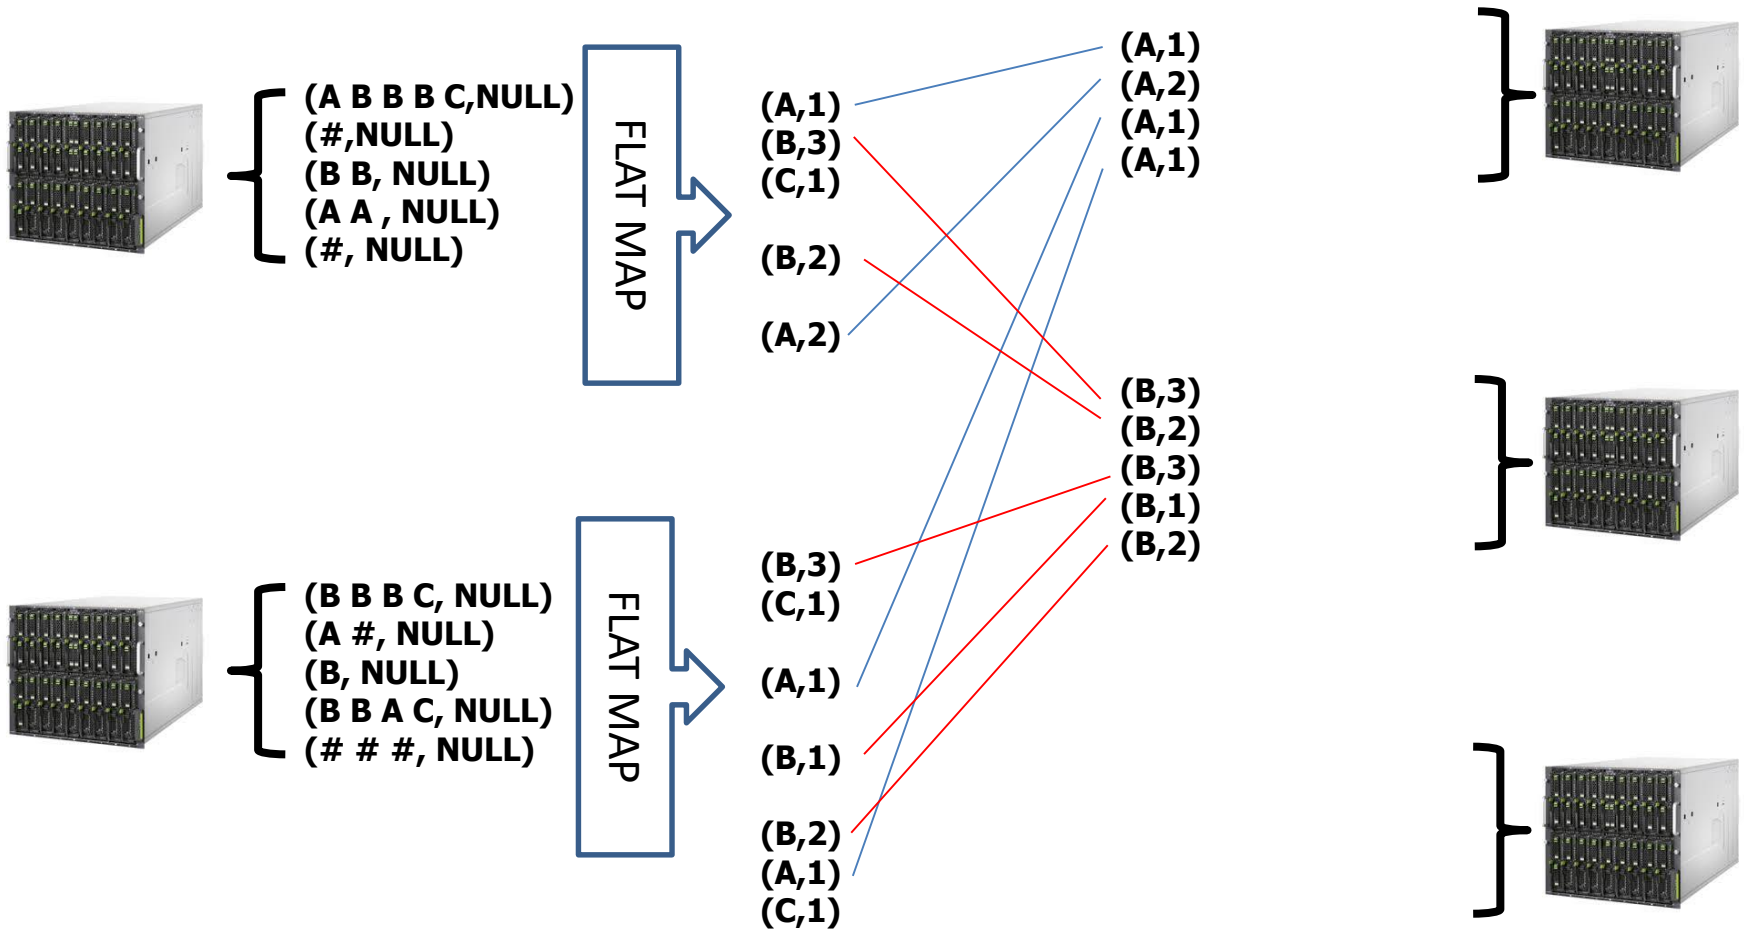 (A B B B C,NULL)
(#,NULL)
(B B, NULL)
(A A , NULL)
(#, NULL)
FLAT MAP
(A,1)
(B,3)
(C,1)
(B,2)
(A,2)
(A,1)
(A,2)
(A,1)
(A,1)
(B,3)
(B,2)
(B,3)
(B,1)
(B,2)
(B B B C, NULL)
(A #, NULL)
(B, NULL)
(B B A C, NULL)
(# # #, NULL)
FLAT MAP
(B,3)
(C,1)
(A,1)
(B,1)
(B,2)
(A,1)
(C,1)